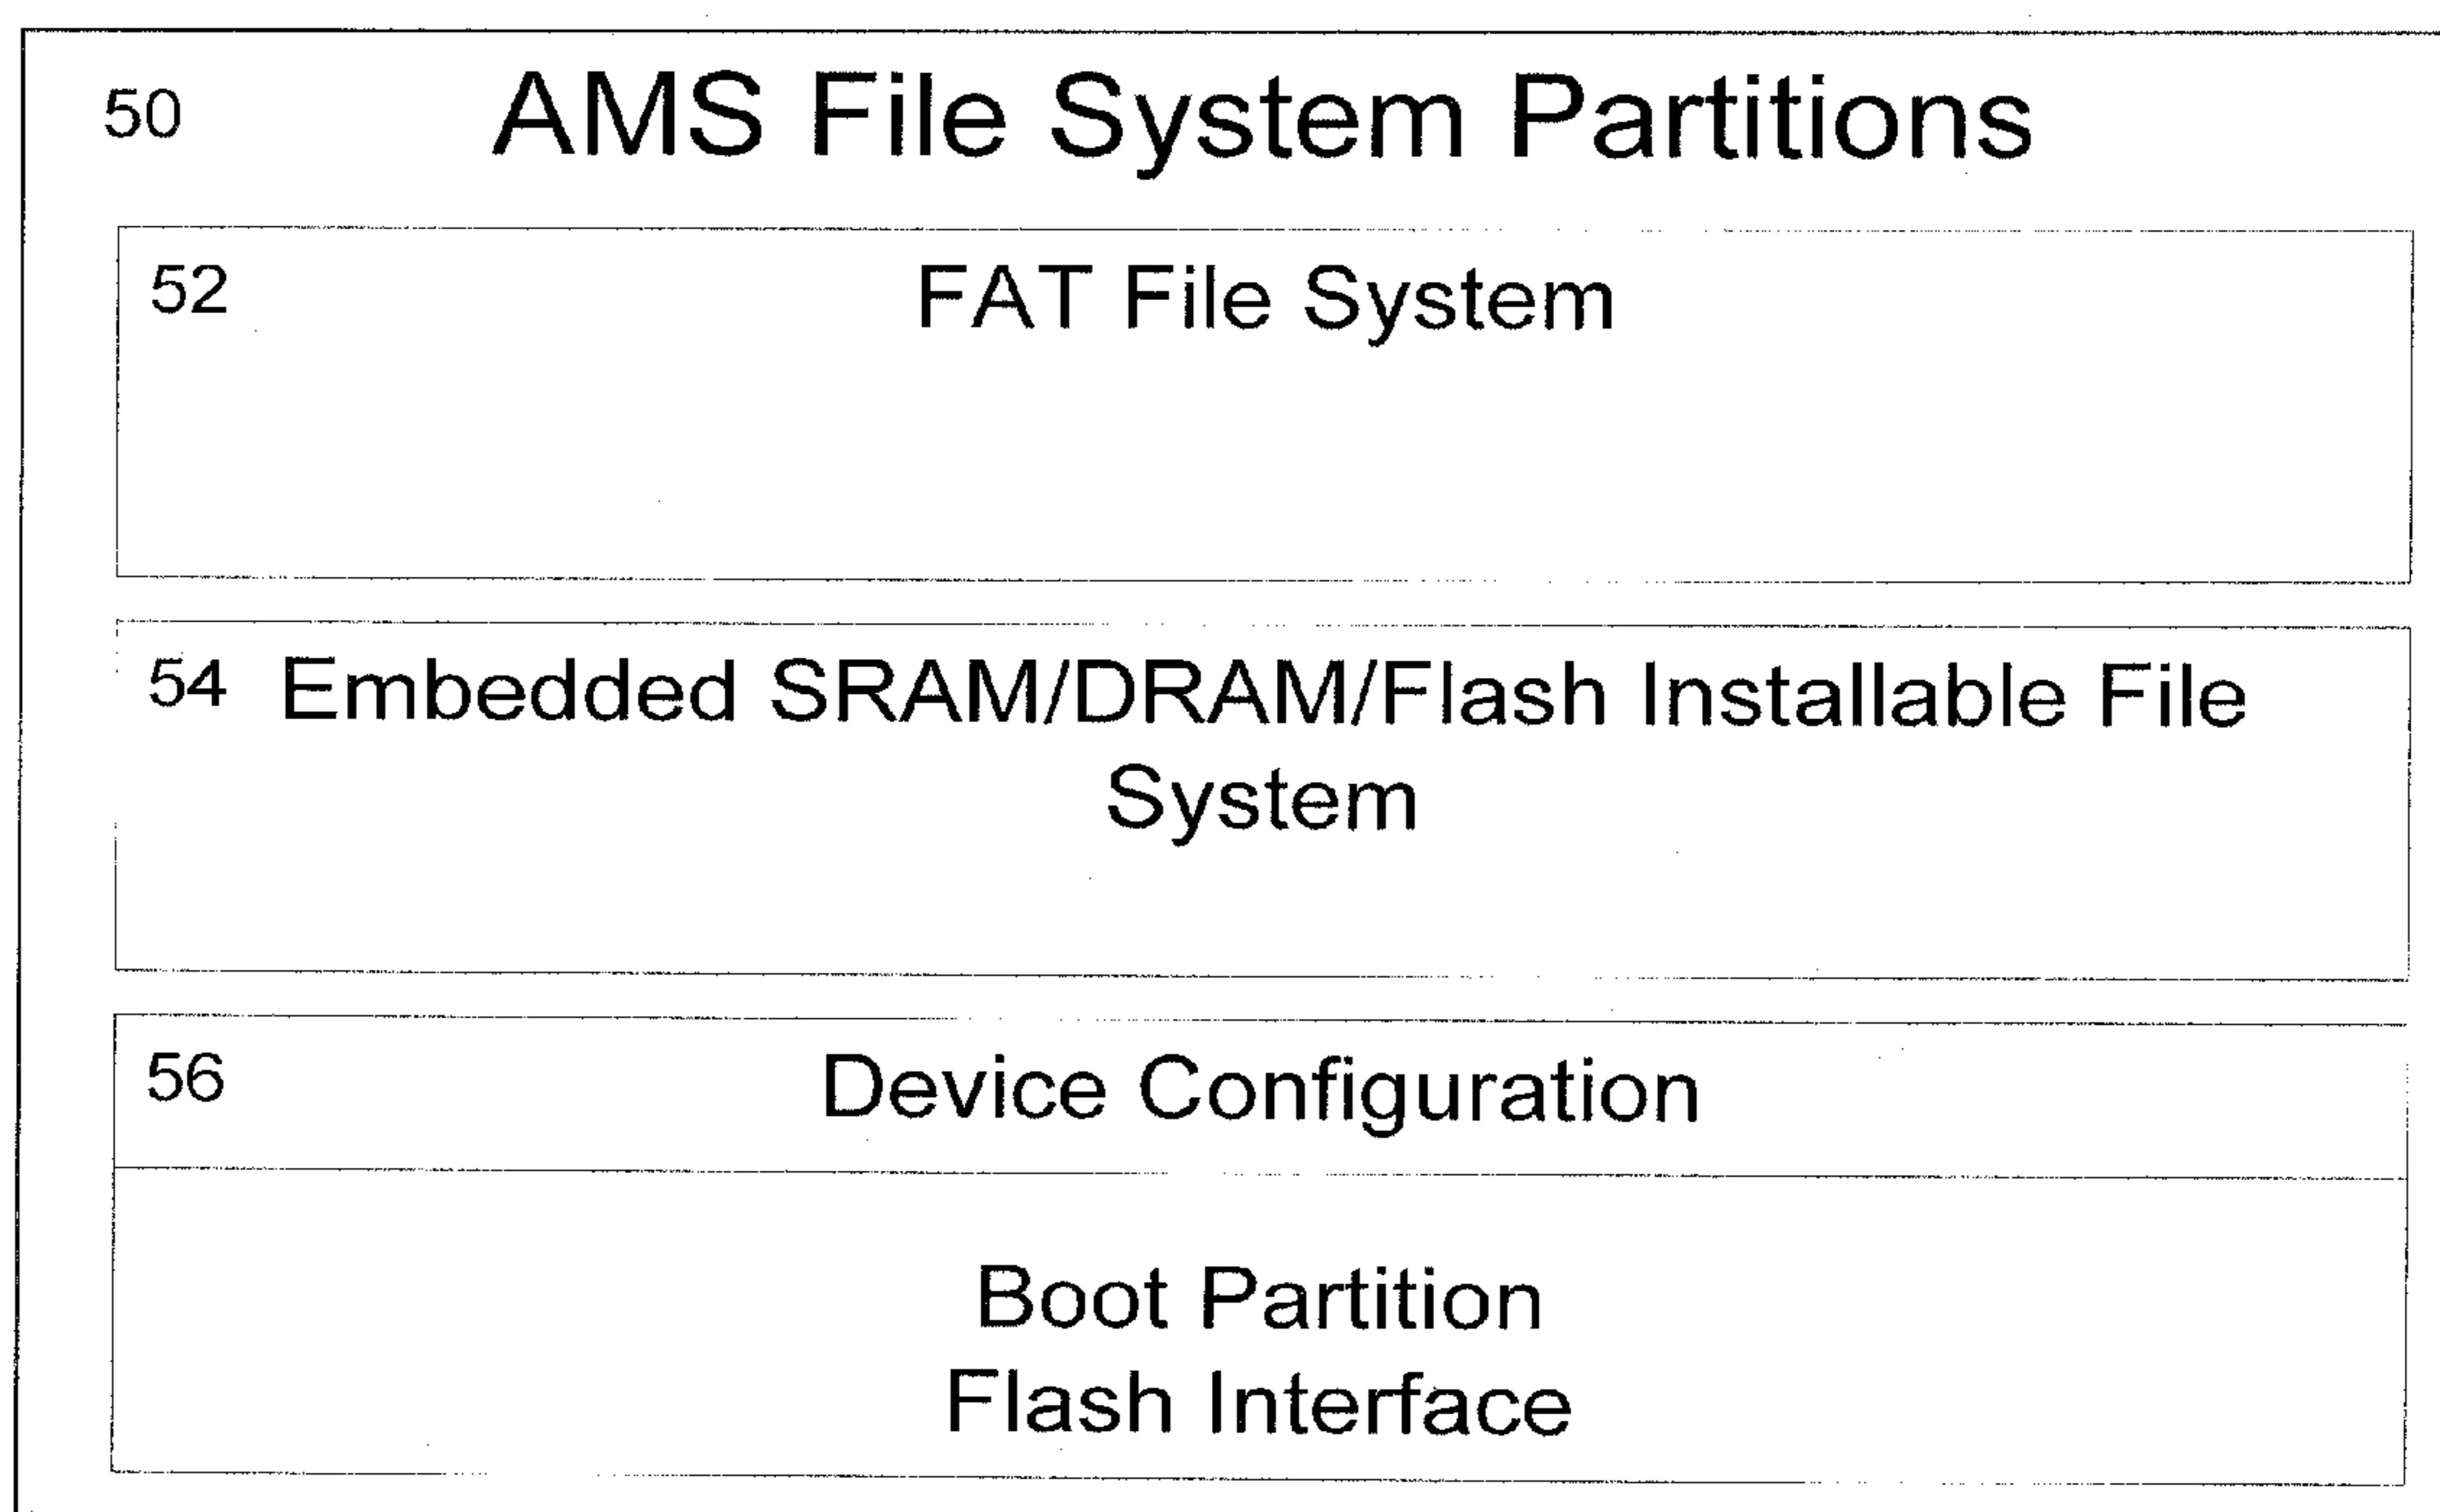 50 AMS File System Partitions
52 FAT File System
54 Embedded SRAM/DRAM/Flash Installable File
System
56 Device Configuration
Boot Partition
Flash Interface